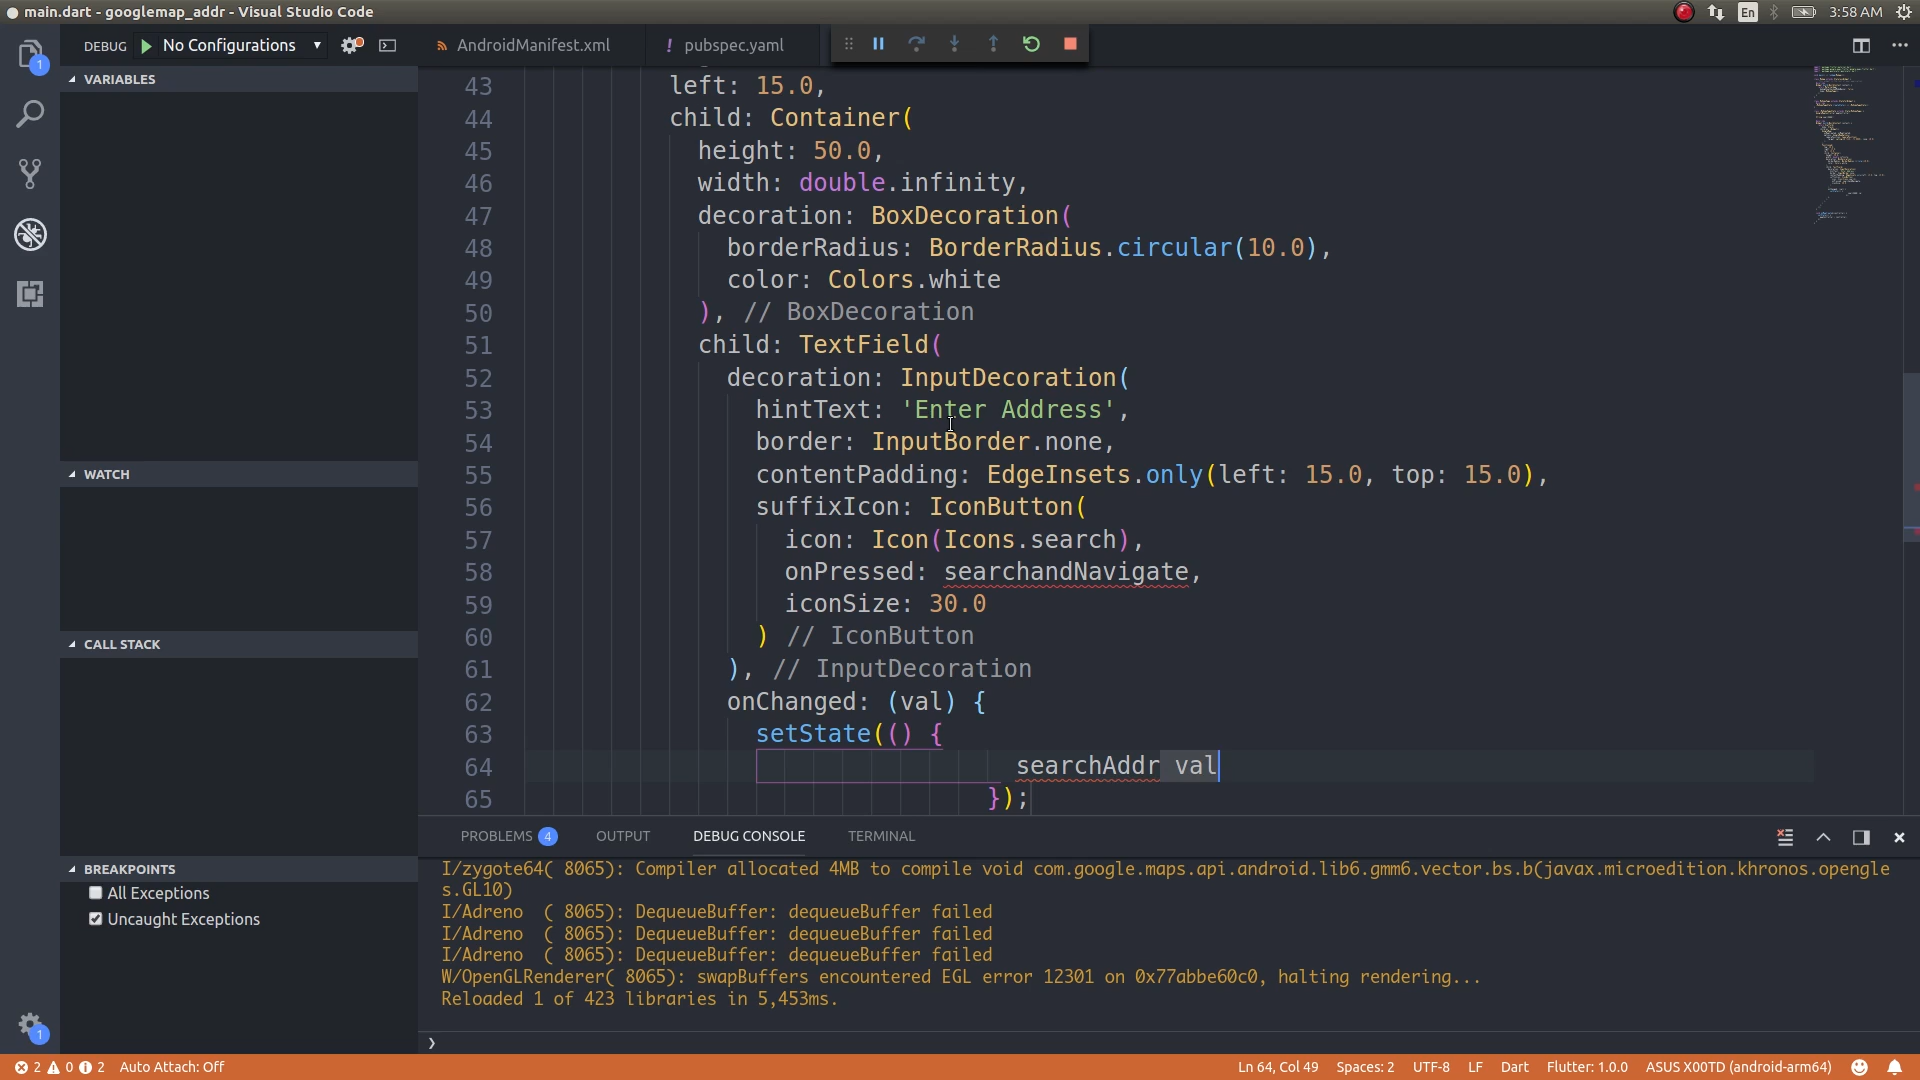 main.dart - googlemap_addr - Visual Studio Code
En
3:58 AM
1
DEBUG
No Configurations
AndroidManifest.xml
! pubspec.yaml
VARIABLES
WATCH
CALL STACK
BREAKPOINTS
All Exceptions
Uncaught Exceptions
1
43 left: 15.0,
44 child: Container(
45 height: 50.0,
46 width: double.infinity,
47 decoration: BoxDecoration(
48 borderRadius: BorderRadius.circular(10.0),
49 color: Colors.white
50 ), // BoxDecoration
51 child: TextField(
52 decoration: InputDecoration(
53 hintText: 'Enter Address',
54 border: InputBorder.none,
55 contentPadding: EdgeInsets.only(left: 15.0, top: 15.0),
56 suffixIcon: IconButton(
57 icon: Icon(Icons.search),
58 onPressed: searchandNavigate,
59 iconSize: 30.0
60 ) // IconButton
61 ), // InputDecoration
62 onChanged: (val) {
63 setState(() {
64 searchAddr val
65 });
PROBLEMS 4 OUTPUT DEBUG CONSOLE TERMINAL
I/zygote64( 8065): Compiler allocated 4MB to compile void com.google.maps.api.android.lib6.gmm6.vector.bs.b(javax.microedition.khronos.opengle
s.GL10)
I/Adreno  ( 8065): DequeueBuffer: dequeueBuffer failed
I/Adreno  ( 8065): DequeueBuffer: dequeueBuffer failed
I/Adreno  ( 8065): DequeueBuffer: dequeueBuffer failed
W/OpenGLRenderer( 8065): swapBuffers encountered EGL error 12301 on 0x77abbe60c0, halting rendering...
Reloaded 1 of 423 libraries in 5,453ms.
2 0 2 Auto Attach: Off
Ln 64, Col 49 Spaces: 2 UTF-8 LF Dart Flutter: 1.0.0 ASUS X00TD (android-arm64)